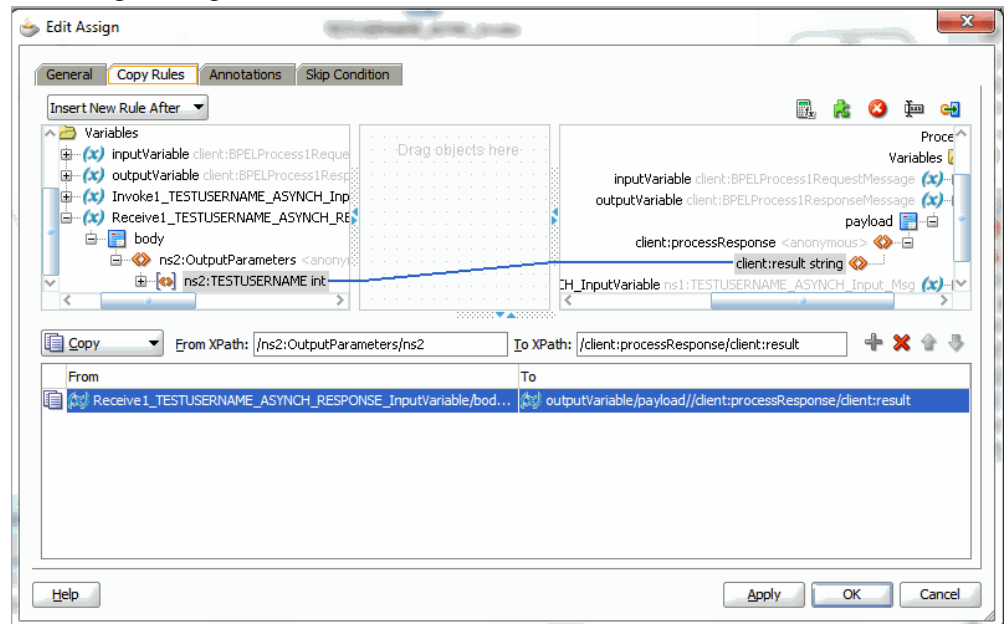 Edit Assign
General Copy Rules Annotations Skip Condition
Insert New Rule After
Variables
inputVariable client:BPELProcess1Reque
outputVariable client:BPELProcess1Resp
Invoke1_TESTUSERNAME_ASYNCH_Inp
Receive1_TESTUSERNAME_ASYNCH_RE
body
ns2:OutputParameters <anony
ns2:TESTUSERNAME int
Drag objects here
Proce
Variables
inputVariable client:BPELProcess1RequestMessage
outputVariable client:BPELProcess1ResponseMessage
payload
client:processResponse <anonymous>
client:result string
CH_InputVariable ns1:TESTUSERNAME_ASYNCH_Input_Msg
Copy From XPath: /ns2:OutputParameters/ns2 To XPath: /client:processResponse/client:result
From To
Receive1_TESTUSERNAME_ASYNCH_RESPONSE_InputVariable/bod... outputVariable/payload//client:processResponse/client:result
Help Apply OK Cancel